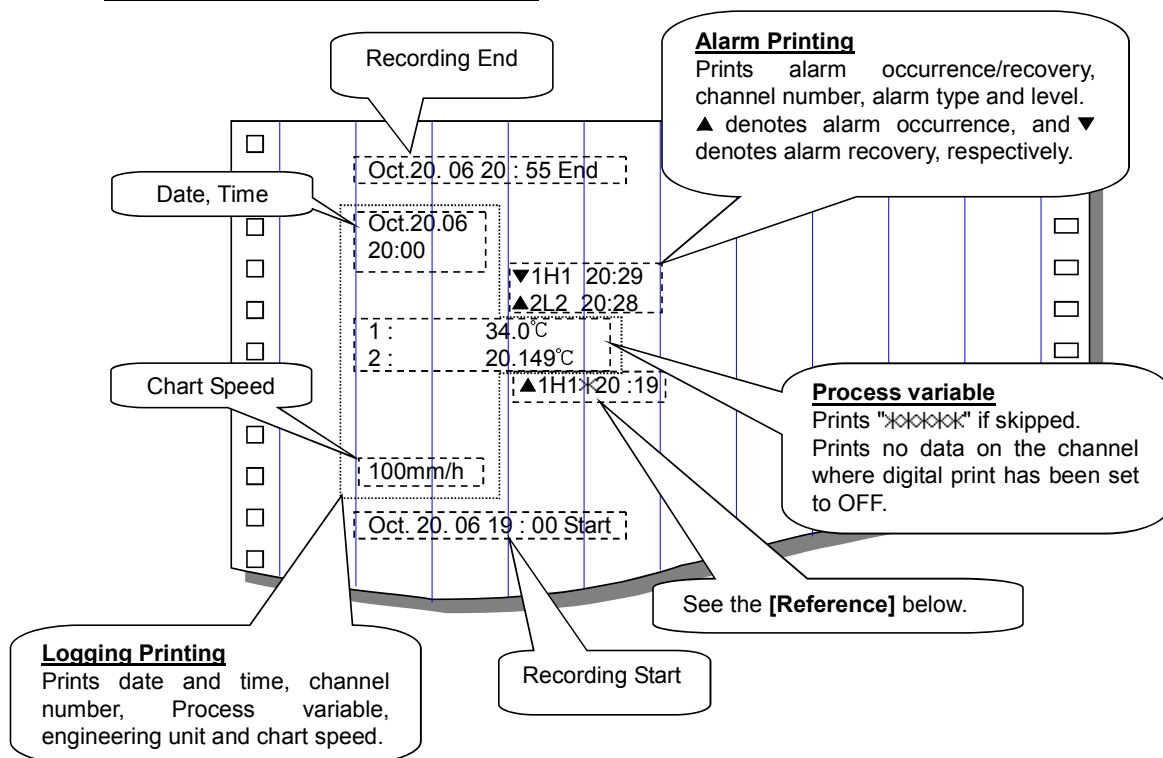 Recording End
Alarm Printing
Prints alarm occurrence/recovery,
channel number, alarm type and level.
▲ denotes alarm occurrence, and ▼
denotes alarm recovery, respectively.
Oct.20. 06 20 : 55 End
Date, Time
Oct.20.06
20:00
▼1H1 20:29
▲2L2 20:28
1 : 34.0℃
2 : 20.149℃
▲1H1※20 :19
Chart Speed
Process variable
Prints "※※※※※" if skipped.
Prints no data on the channel
where digital print has been set
to OFF.
100mm/h
Oct. 20. 06 19 : 00 Start
See the [Reference] below.
Logging Printing
Prints date and time, channel
number, Process variable,
engineering unit and chart speed.
Recording Start